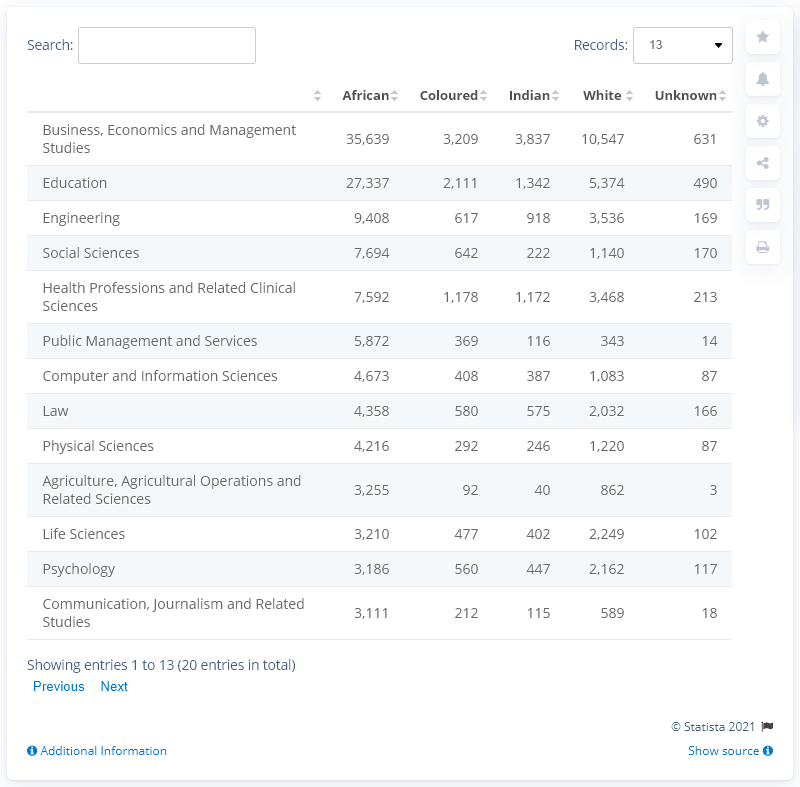 Search: Records: 13
African Coloured Indian White Unknown
Business, Economics and Management
Studies 35,639 3,209 3,837 10,547 631
Education 27,337 2,111 1,342 5,374 490
Engineering 9,408 617 918 3,536 169
Social Sciences 7,694 642 222 1,140 170
Health Professions and Related Clinical
Sciences 7,592 1,178 1,172 3,468 213
Public Management and Services 5,872 369 116 343 14
Computer and Information Sciences 4,673 408 387 1,083 87
Law 4,358 580 575 2,032 166
Physical Sciences 4,216 292 246 1,220 87
Agriculture, Agricultural Operations and
Related Sciences 3,255 92 40 862 3
Life Sciences 3,210 477 402 2,249 102
Psychology 3,186 560 447 2,162 117
Communication, Journalism and Related
Studies 3,111 212 115 589 18
Showing entries 1 to 13 (20 entries in total)
Previous Next
© Statista 2021
Additional Information Show source